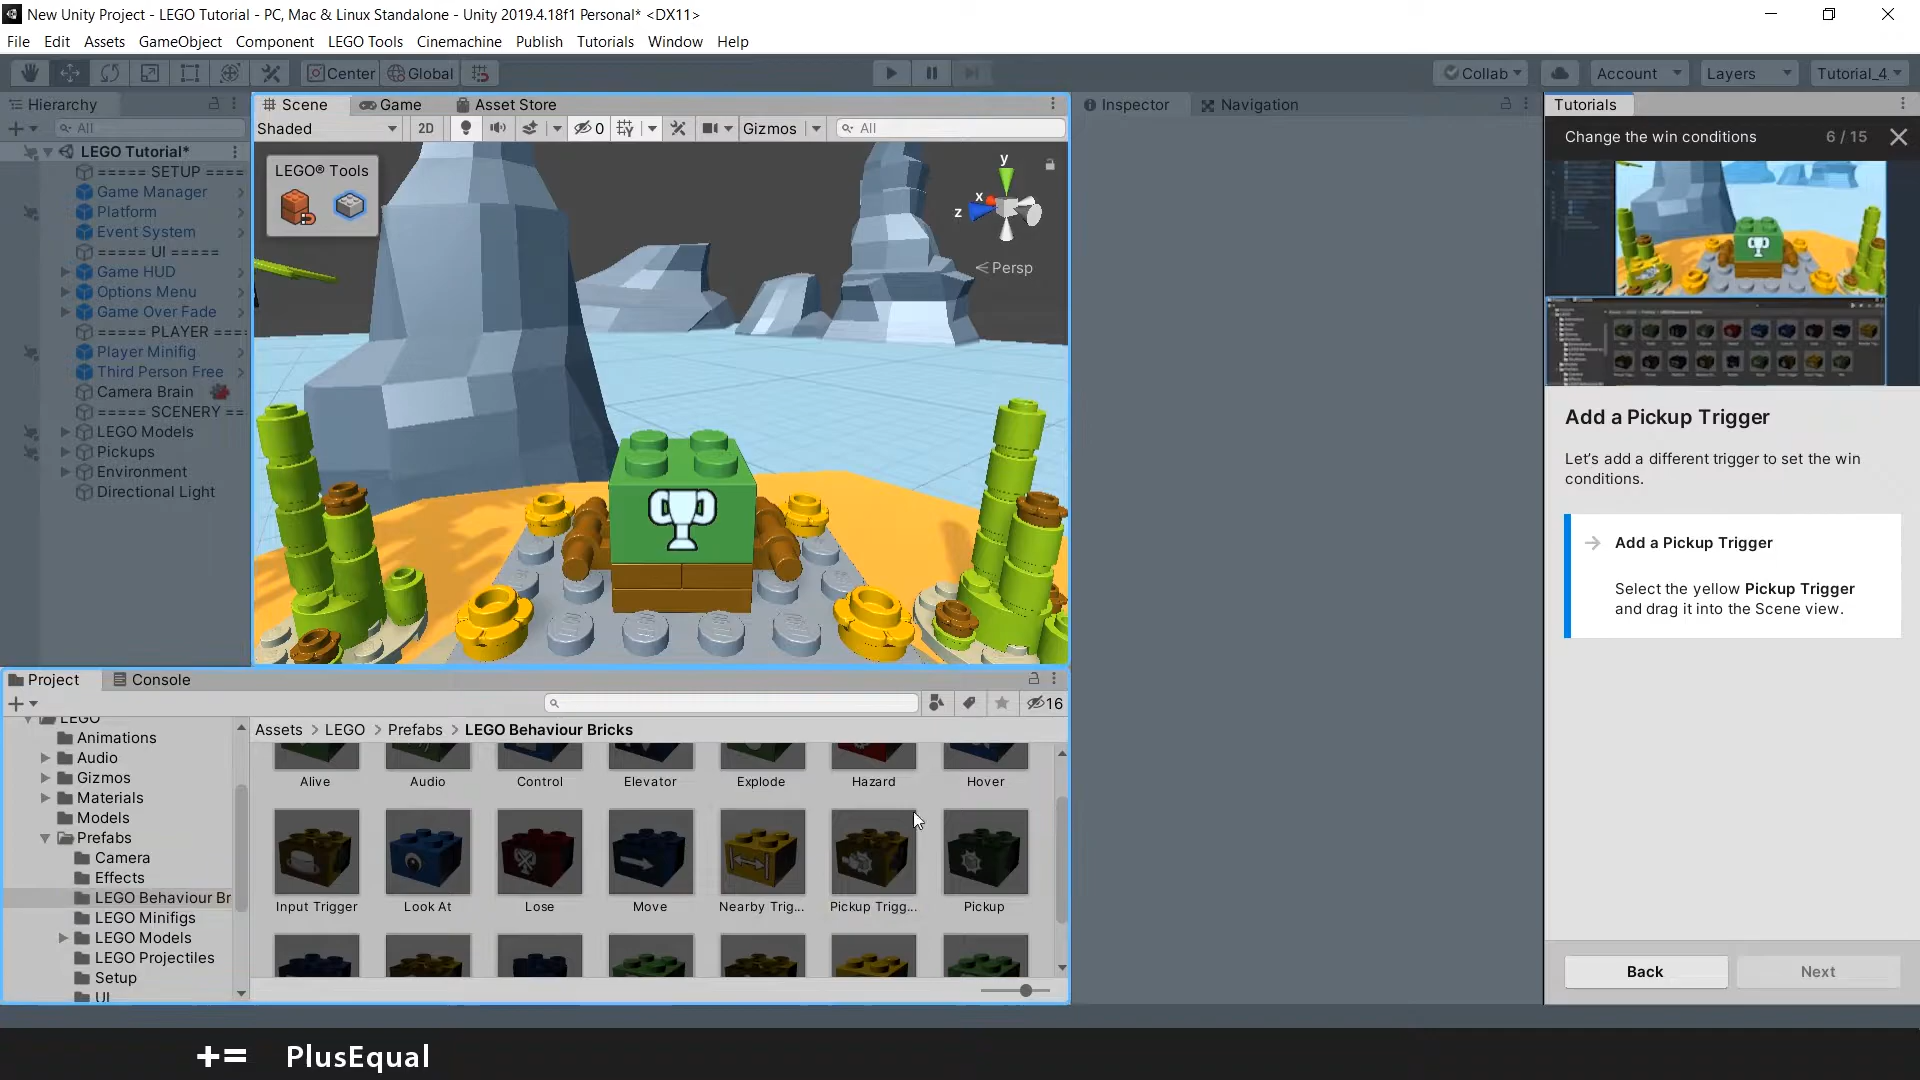 New Unity Project - LEGO Tutorial - PC, Mac & Linux Standalone - Unity 2019.4.18f1 Personal* <DX11>
File Edit Assets GameObject Component LEGO Tools Cinemachine Publish Tutorials Window Help
Center Global Collab Account Layers Tutorial_4
Hierarchy
All
LEGO Tutorial*
===== SETUP ====
Game Manager
Platform
Event System
===== UI =====
Game HUD
Options Menu
Game Over Fade
===== PLAYER ====
Player Minifig
Third Person Free
Camera Brain
===== SCENERY ==
LEGO Models
Pickups
Environment
Directional Light
Scene Game Asset Store
Shaded 2D 0 Gizmos All
LEGO® Tools
y
x
z
Persp
Inspector Navigation
Tutorials
Change the win conditions 6 / 15
Add a Pickup Trigger
Let's add a different trigger to set the win
conditions.
Add a Pickup Trigger
Select the yellow Pickup Trigger
and drag it into the Scene view.
Back Next
Project Console
16
LEGO
Animations
Audio
Gizmos
Materials
Models
Prefabs
Camera
Effects
LEGO Behaviour Br
LEGO Minifigs
LEGO Models
LEGO Projectiles
Setup
UI
Assets > LEGO > Prefabs > LEGO Behaviour Bricks
Alive Audio Control Elevator Explode Hazard Hover
Input Trigger Look At Lose Move Nearby Trig... Pickup Trigg... Pickup
+= PlusEqual